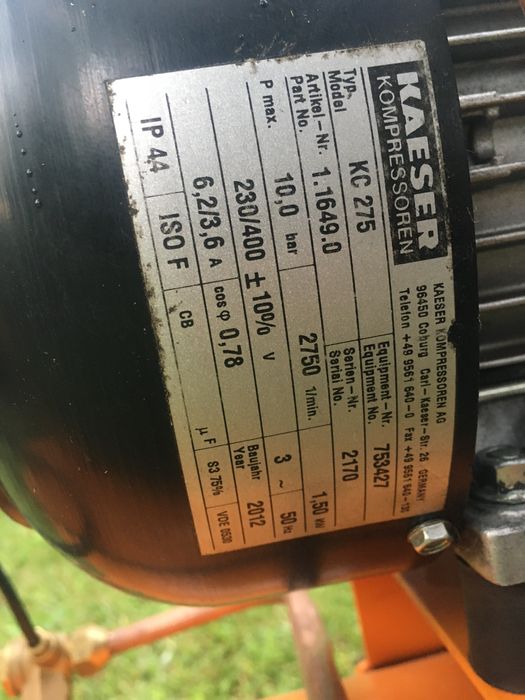 KAESER
KOMPRESSOREN
KAESER KOMPRESSOREN AG
96450 Coburg Carl-Kaeser-Str. 26 GERMANY
Telefon +49 9561 640-0 Fax +49 9561 640-130
Typ. Model KC 275 Equipment-Nr. Equipment No. 753427
Artikel-Nr. Part No. 1.1649.0 Serien-Nr. Serial No. 2170
P max. 10,0 bar 2750 1/min. 1,50 kW
230/400 ± 10% V 3 ~ 50 Hz
6,2/3,6 A cos φ 0,78 Baujahr Year 2012
IP 44 ISO F CB µF S3 75% VDE 0530